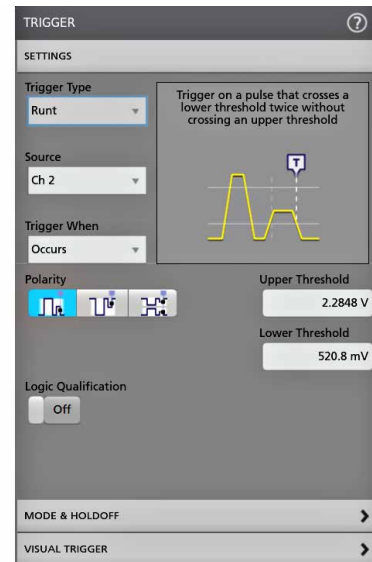 TRIGGER
?
SETTINGS
Trigger Type
Runt
Trigger on a pulse that crosses a
lower threshold twice without
crossing an upper threshold
T
Source
Ch 2
Trigger When
Occurs
Polarity
Upper Threshold
2.2848 V
Lower Threshold
520.8 mV
Logic Qualification
Off
MODE & HOLDOFF
VISUAL TRIGGER